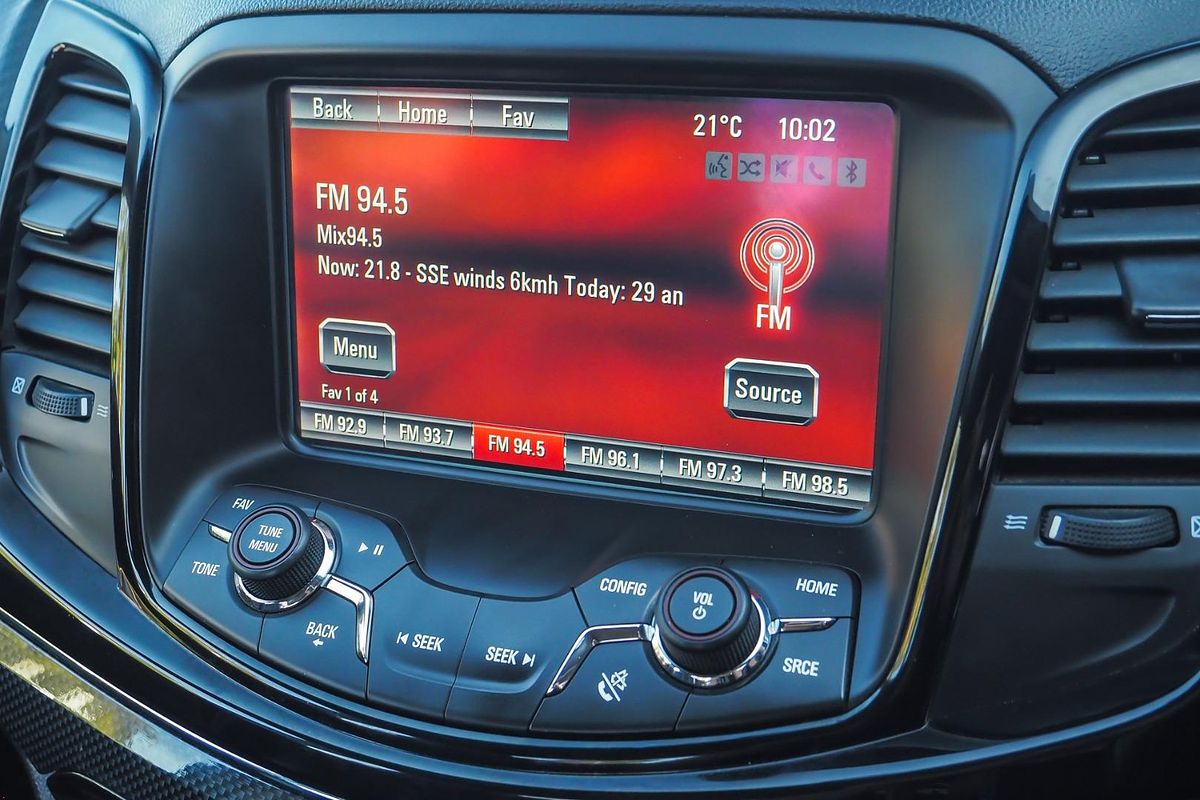 Back Home Fav
21°C 10:02
FM 94.5
Mix94.5
Now: 21.8 - SSE winds 6kmh Today: 29 an
FM
Menu
Source
Fav 1 of 4
FM 92.9 FM 93.7 FM 94.5 FM 96.1 FM 97.3 FM 98.5
FAV
TUNE
MENU
TONE
BACK
SEEK
SEEK
CONFIG
VOL
HOME
SRCE